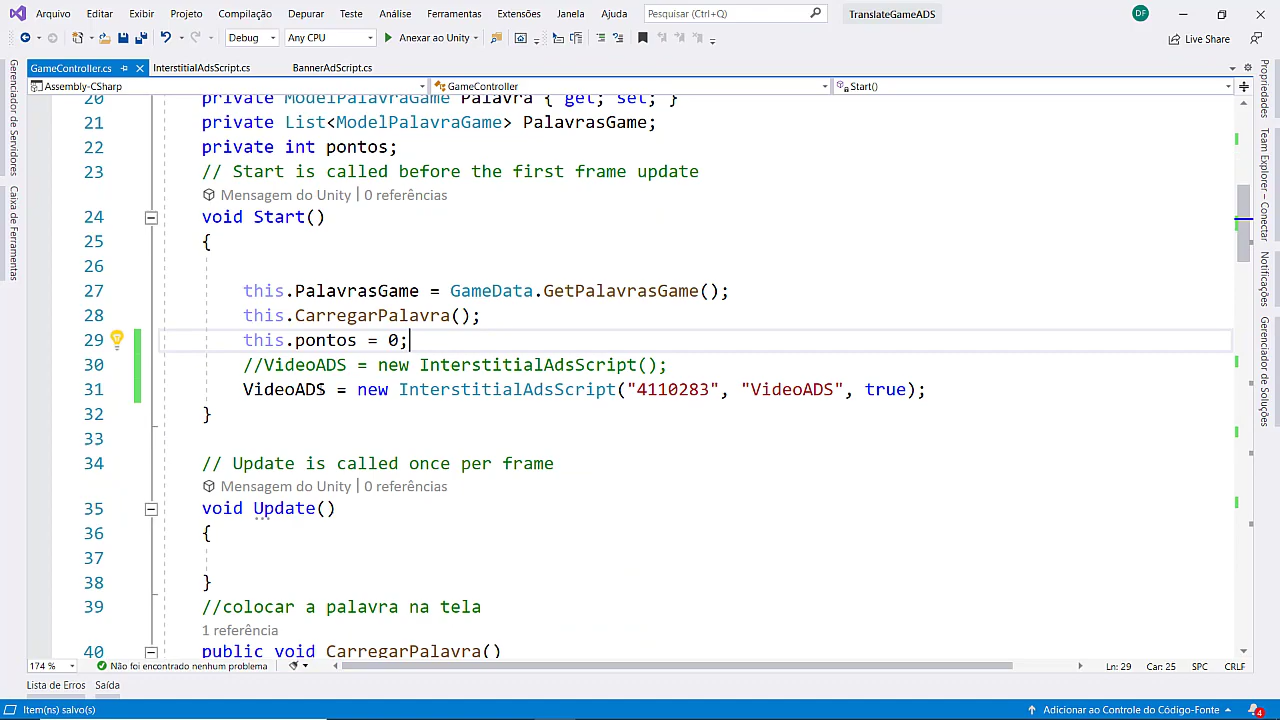 Arquivo Editar Exibir Projeto Compilação Depurar Teste Análise Ferramentas Extensões Janela Ajuda Pesquisar (Ctrl+Q) TranslateGameADS DF
Debug Any CPU Anexar ao Unity Live Share
GameController.cs InterstitialAdsScript.cs BannerAdScript.cs
Assembly-CSharp GameController Start()
Gerenciador de Servidores
Caixa de Ferramentas
20 private ModelPalavraGame Palavra { get; set; }
21 private List<ModelPalavraGame> PalavrasGame;
22 private int pontos;
23 // Start is called before the first frame update
Mensagem do Unity | 0 referências
24 void Start()
25 {
26
27 this.PalavrasGame = GameData.GetPalavrasGame();
28 this.CarregarPalavra();
29 this.pontos = 0;
30 //VideoADS = new InterstitialAdsScript();
31 VideoADS = new InterstitialAdsScript("4110283", "VideoADS", true);
32 }
33
34 // Update is called once per frame
Mensagem do Unity | 0 referências
35 void Update()
36 {
37
38 }
39 //colocar a palavra na tela
1 referência
40 public void CarregarPalavra()
Propriedades
Team Explorer – Conectar
Notificações
Gerenciador de Soluções
174 % Não foi encontrado nenhum problema Ln: 29 Car: 25 SPC CRLF
Lista de Erros Saída
Item(ns) salvo(s) Adicionar ao Controle do Código-Fonte 4